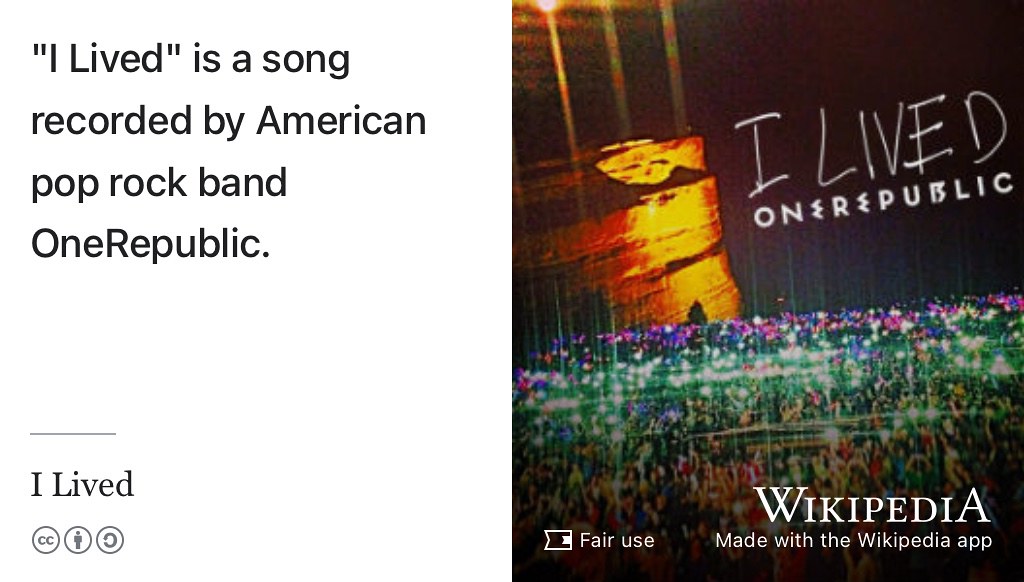 "I Lived" is a song
recorded by American
pop rock band
OneRepublic.
I Lived
cc
I LIVED
ONEREPUBLIC
WIKIPEDIA
Fair use
Made with the Wikipedia app